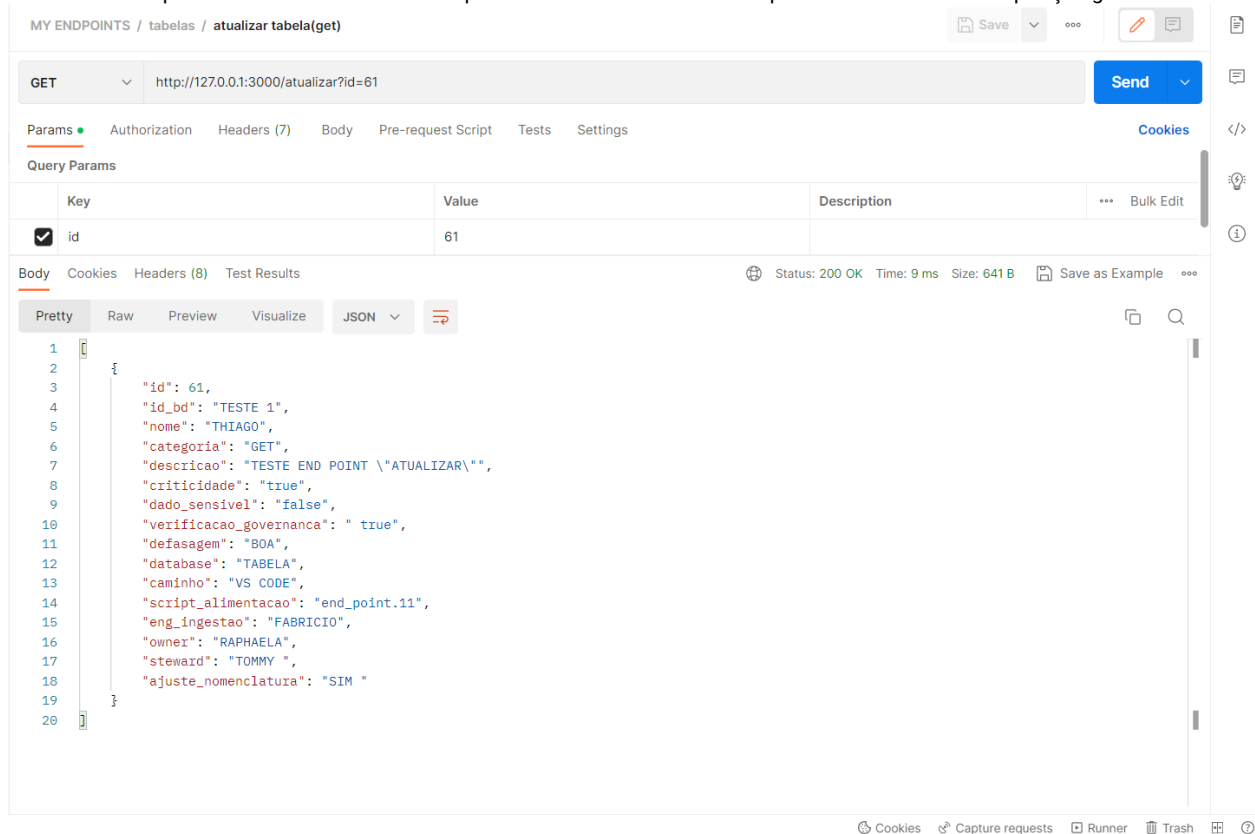 MY ENDPOINTS / tabelas / atualizar tabela(get) Save
GET http://127.0.0.1:3000/atualizar?id=61 Send
Params Authorization Headers (7) Body Pre-request Script Tests Settings Cookies
Query Params
Key Value Description Bulk Edit
id 61
Body Cookies Headers (8) Test Results Status: 200 OK Time: 9 ms Size: 641 B Save as Example
Pretty Raw Preview Visualize JSON
1 [
2 {
3 "id": 61,
4 "id_bd": "TESTE 1",
5 "nome": "THIAGO",
6 "categoria": "GET",
7 "descricao": "TESTE END POINT \"ATUALIZAR\"",
8 "criticidade": "true",
9 "dado_sensivel": "false",
10 "verificacao_governanca": " true",
11 "defasagem": "BOA",
12 "database": "TABELA",
13 "caminho": "VS CODE",
14 "script_alimentacao": "end_point.11",
15 "eng_ingestao": "FABRICIO",
16 "owner": "RAPHAELA",
17 "steward": "TOMMY ",
18 "ajuste_nomenclatura": "SIM "
19 }
20 ]
Cookies Capture requests Runner Trash